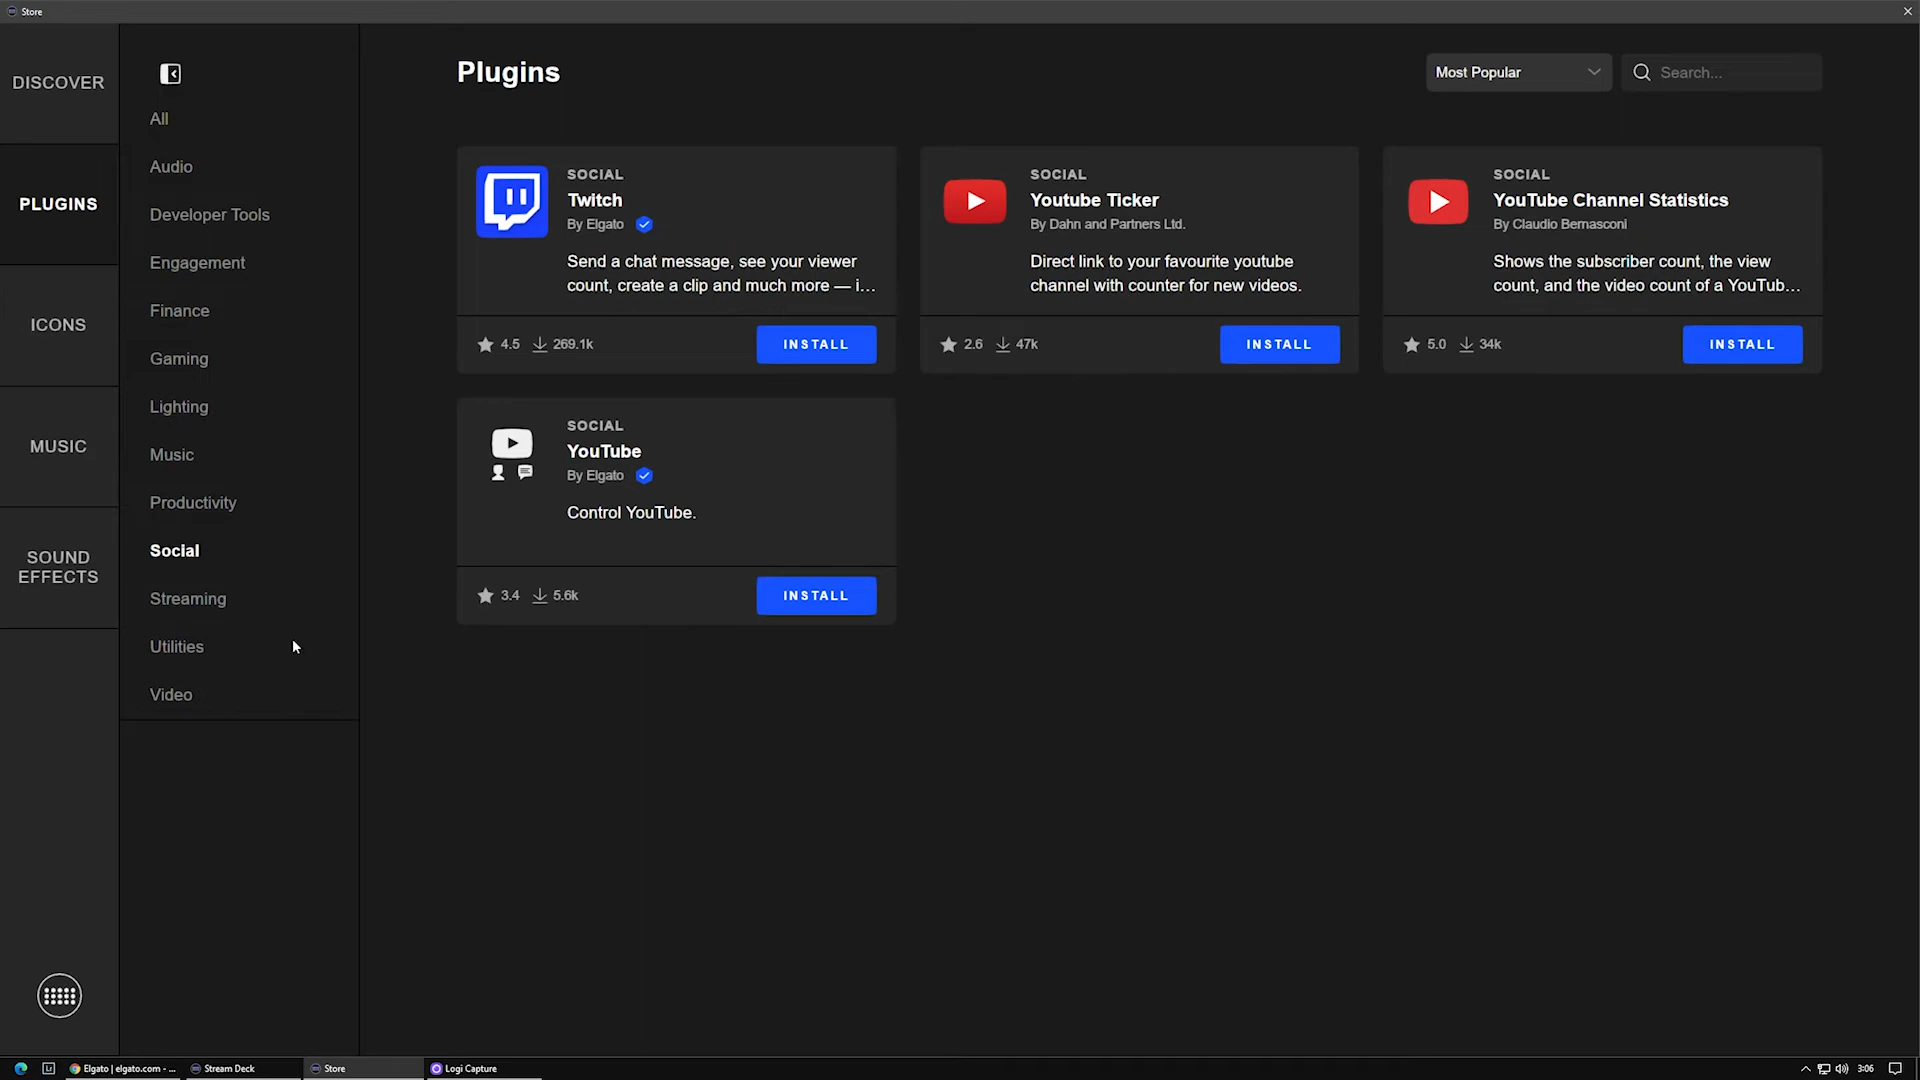 Store
DISCOVER
PLUGINS
ICONS
MUSIC
SOUND
EFFECTS
All
Audio
Developer Tools
Engagement
Finance
Gaming
Lighting
Music
Productivity
Social
Streaming
Utilities
Video
Plugins
Most Popular
Search...
SOCIAL
Twitch
By Elgato
Send a chat message, see your viewer
count, create a clip and much more — i...
4.5 269.1k INSTALL
SOCIAL
Youtube Ticker
By Dahn and Partners Ltd.
Direct link to your favourite youtube
channel with counter for new videos.
2.6 47k INSTALL
SOCIAL
YouTube Channel Statistics
By Claudio Bernasconi
Shows the subscriber count, the view
count, and the video count of a YouTub...
5.0 34k INSTALL
SOCIAL
YouTube
By Elgato
Control YouTube.
3.4 5.6k INSTALL
Elgato | elgato.com - ... Stream Deck Store Logi Capture 3:06